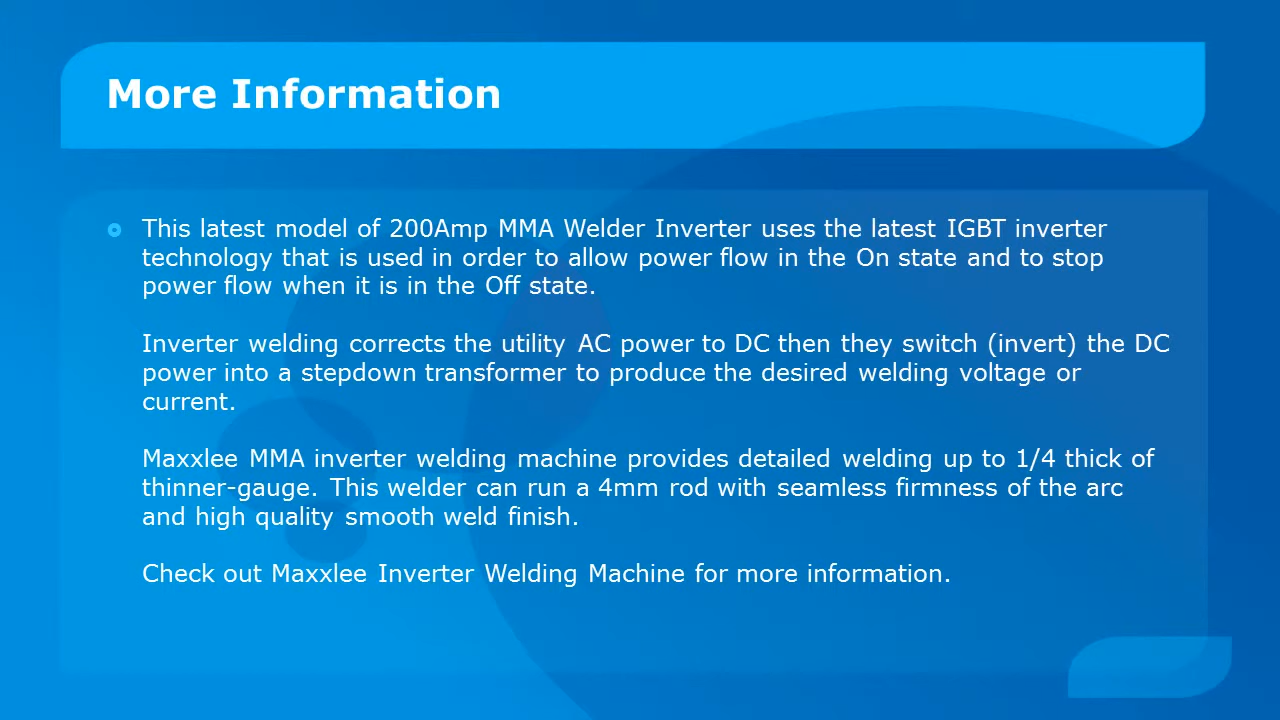 More Information
This latest model of 200Amp MMA Welder Inverter uses the latest IGBT inverter
technology that is used in order to allow power flow in the On state and to stop
power flow when it is in the Off state.
Inverter welding corrects the utility AC power to DC then they switch (invert) the DC
power into a stepdown transformer to produce the desired welding voltage or
current.
Maxxlee MMA inverter welding machine provides detailed welding up to 1/4 thick of
thinner-gauge. This welder can run a 4mm rod with seamless firmness of the arc
and high quality smooth weld finish.
Check out Maxxlee Inverter Welding Machine for more information.